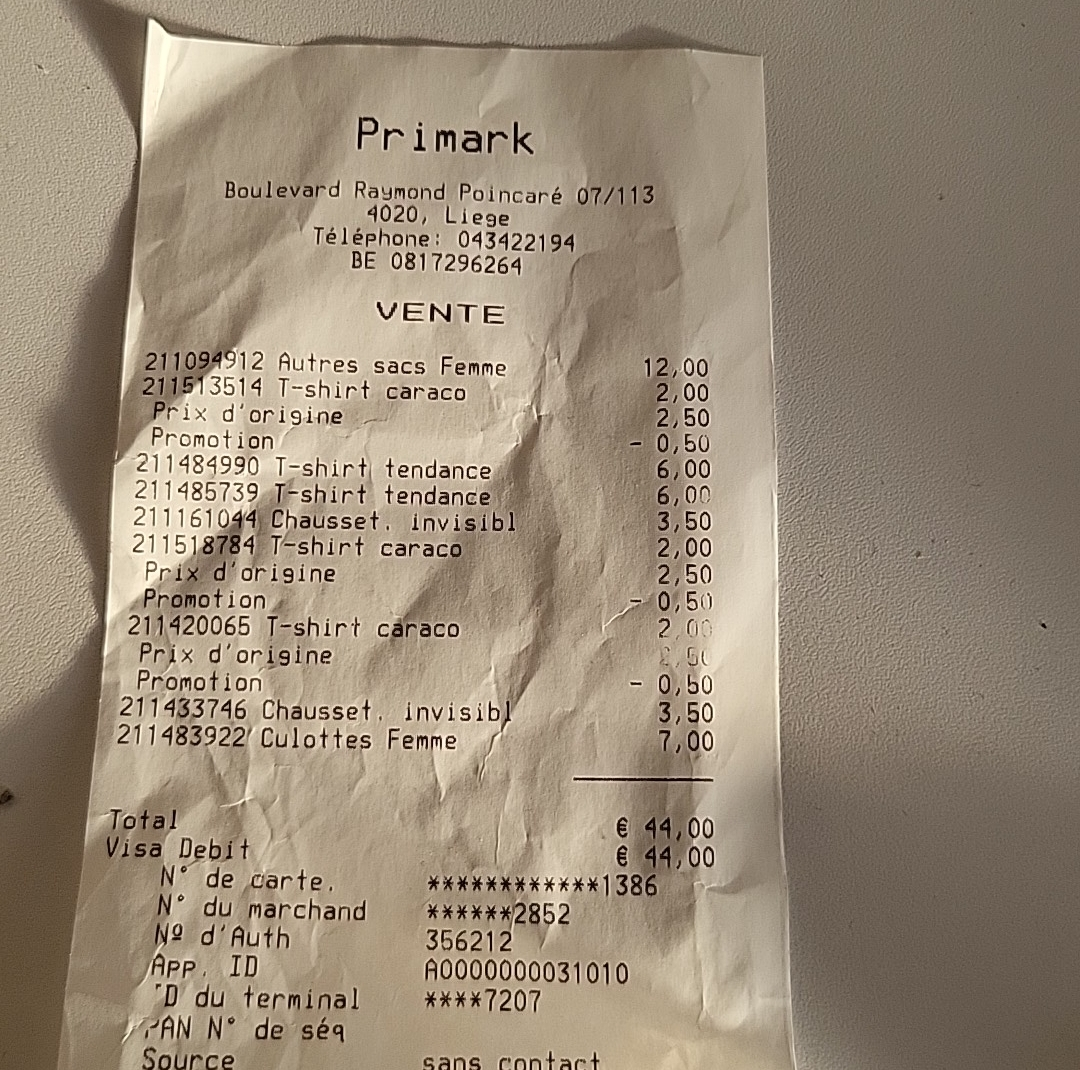 Primark
Boulevard Raymond Poincaré 07/113
4020, Liege
Téléphone: 043422194
BE 0817296264
VENTE
211094912 Autres sacs Femme 12,00
211513514 T-shirt caraco 2,00
Prix d'origine 2,50
Promotion - 0,50
211484990 T-shirt tendance 6,00
211485739 T-shirt tendance 6,00
211161044 Chausset. invisibl 3,50
211518784 T-shirt caraco 2,00
Prix d'origine 2,50
Promotion - 0,50
211420065 T-shirt caraco 2,00
Prix d'origine 2,50
Promotion - 0,50
211433746 Chausset. invisibl 3,50
211483922 Culottes Femme 7,00
Total € 44,00
Visa Debit € 44,00
N° de carte. ************1386
N° du marchand ******2852
Nº d'Auth 356212
App. ID A0000000031010
ID du terminal ****7207
PAN N° de séq
Source sans contact